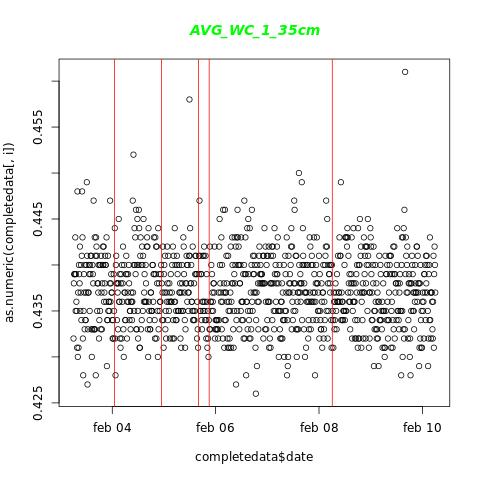 AVG_WC_1_35cm
as.numeric(completedata[, i])
0.455
0.445
0.435
0.425
feb 04
feb 06
feb 08
feb 10
completedata$date